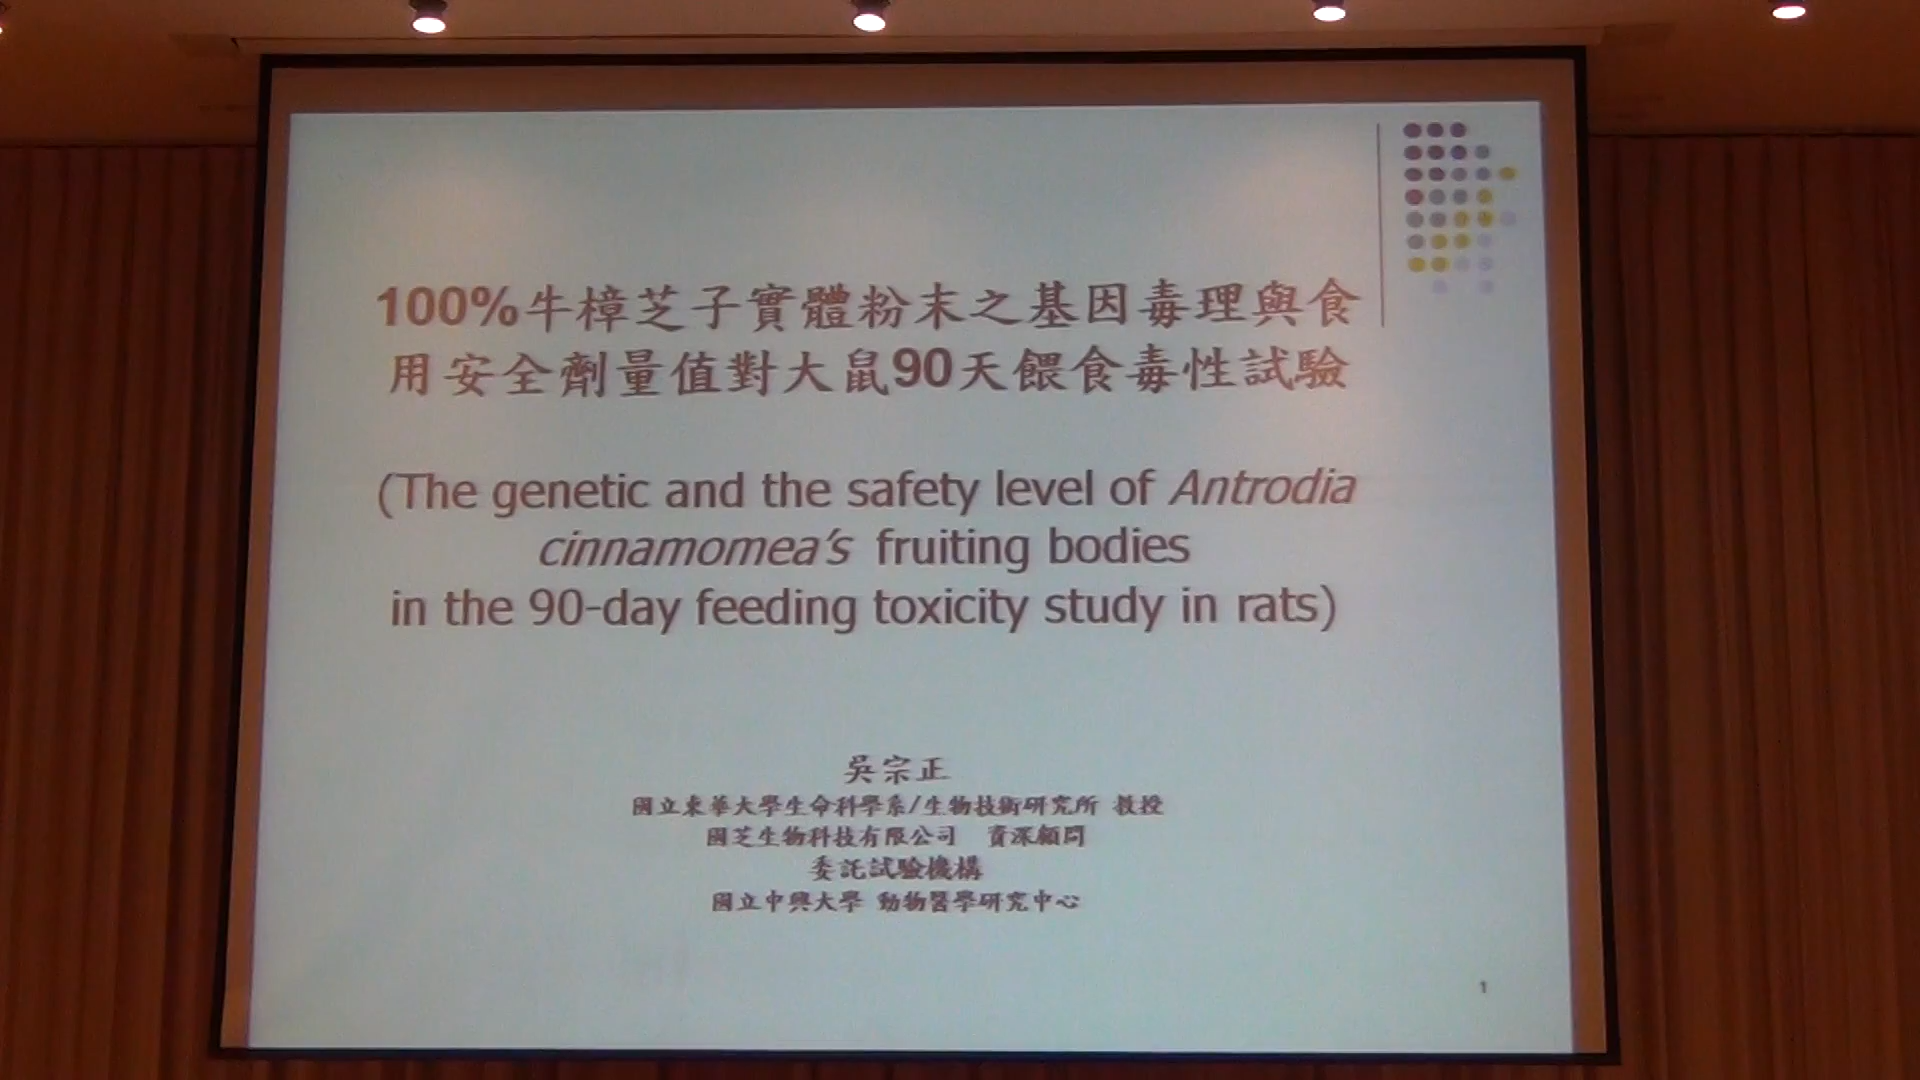 100%牛樟芝子實體粉末之基因毒理與食
用安全劑量值對大鼠90天餵食毒性試驗
(The genetic and the safety level of Antrodia
cinnamomea's fruiting bodies
in the 90-day feeding toxicity study in rats)
吳宗正
國立東華大學生命科學系/生物技術研究所 教授
國芝生物科技有限公司 資深顧問
委託試驗機構
國立中興大學 動物醫學研究中心
1